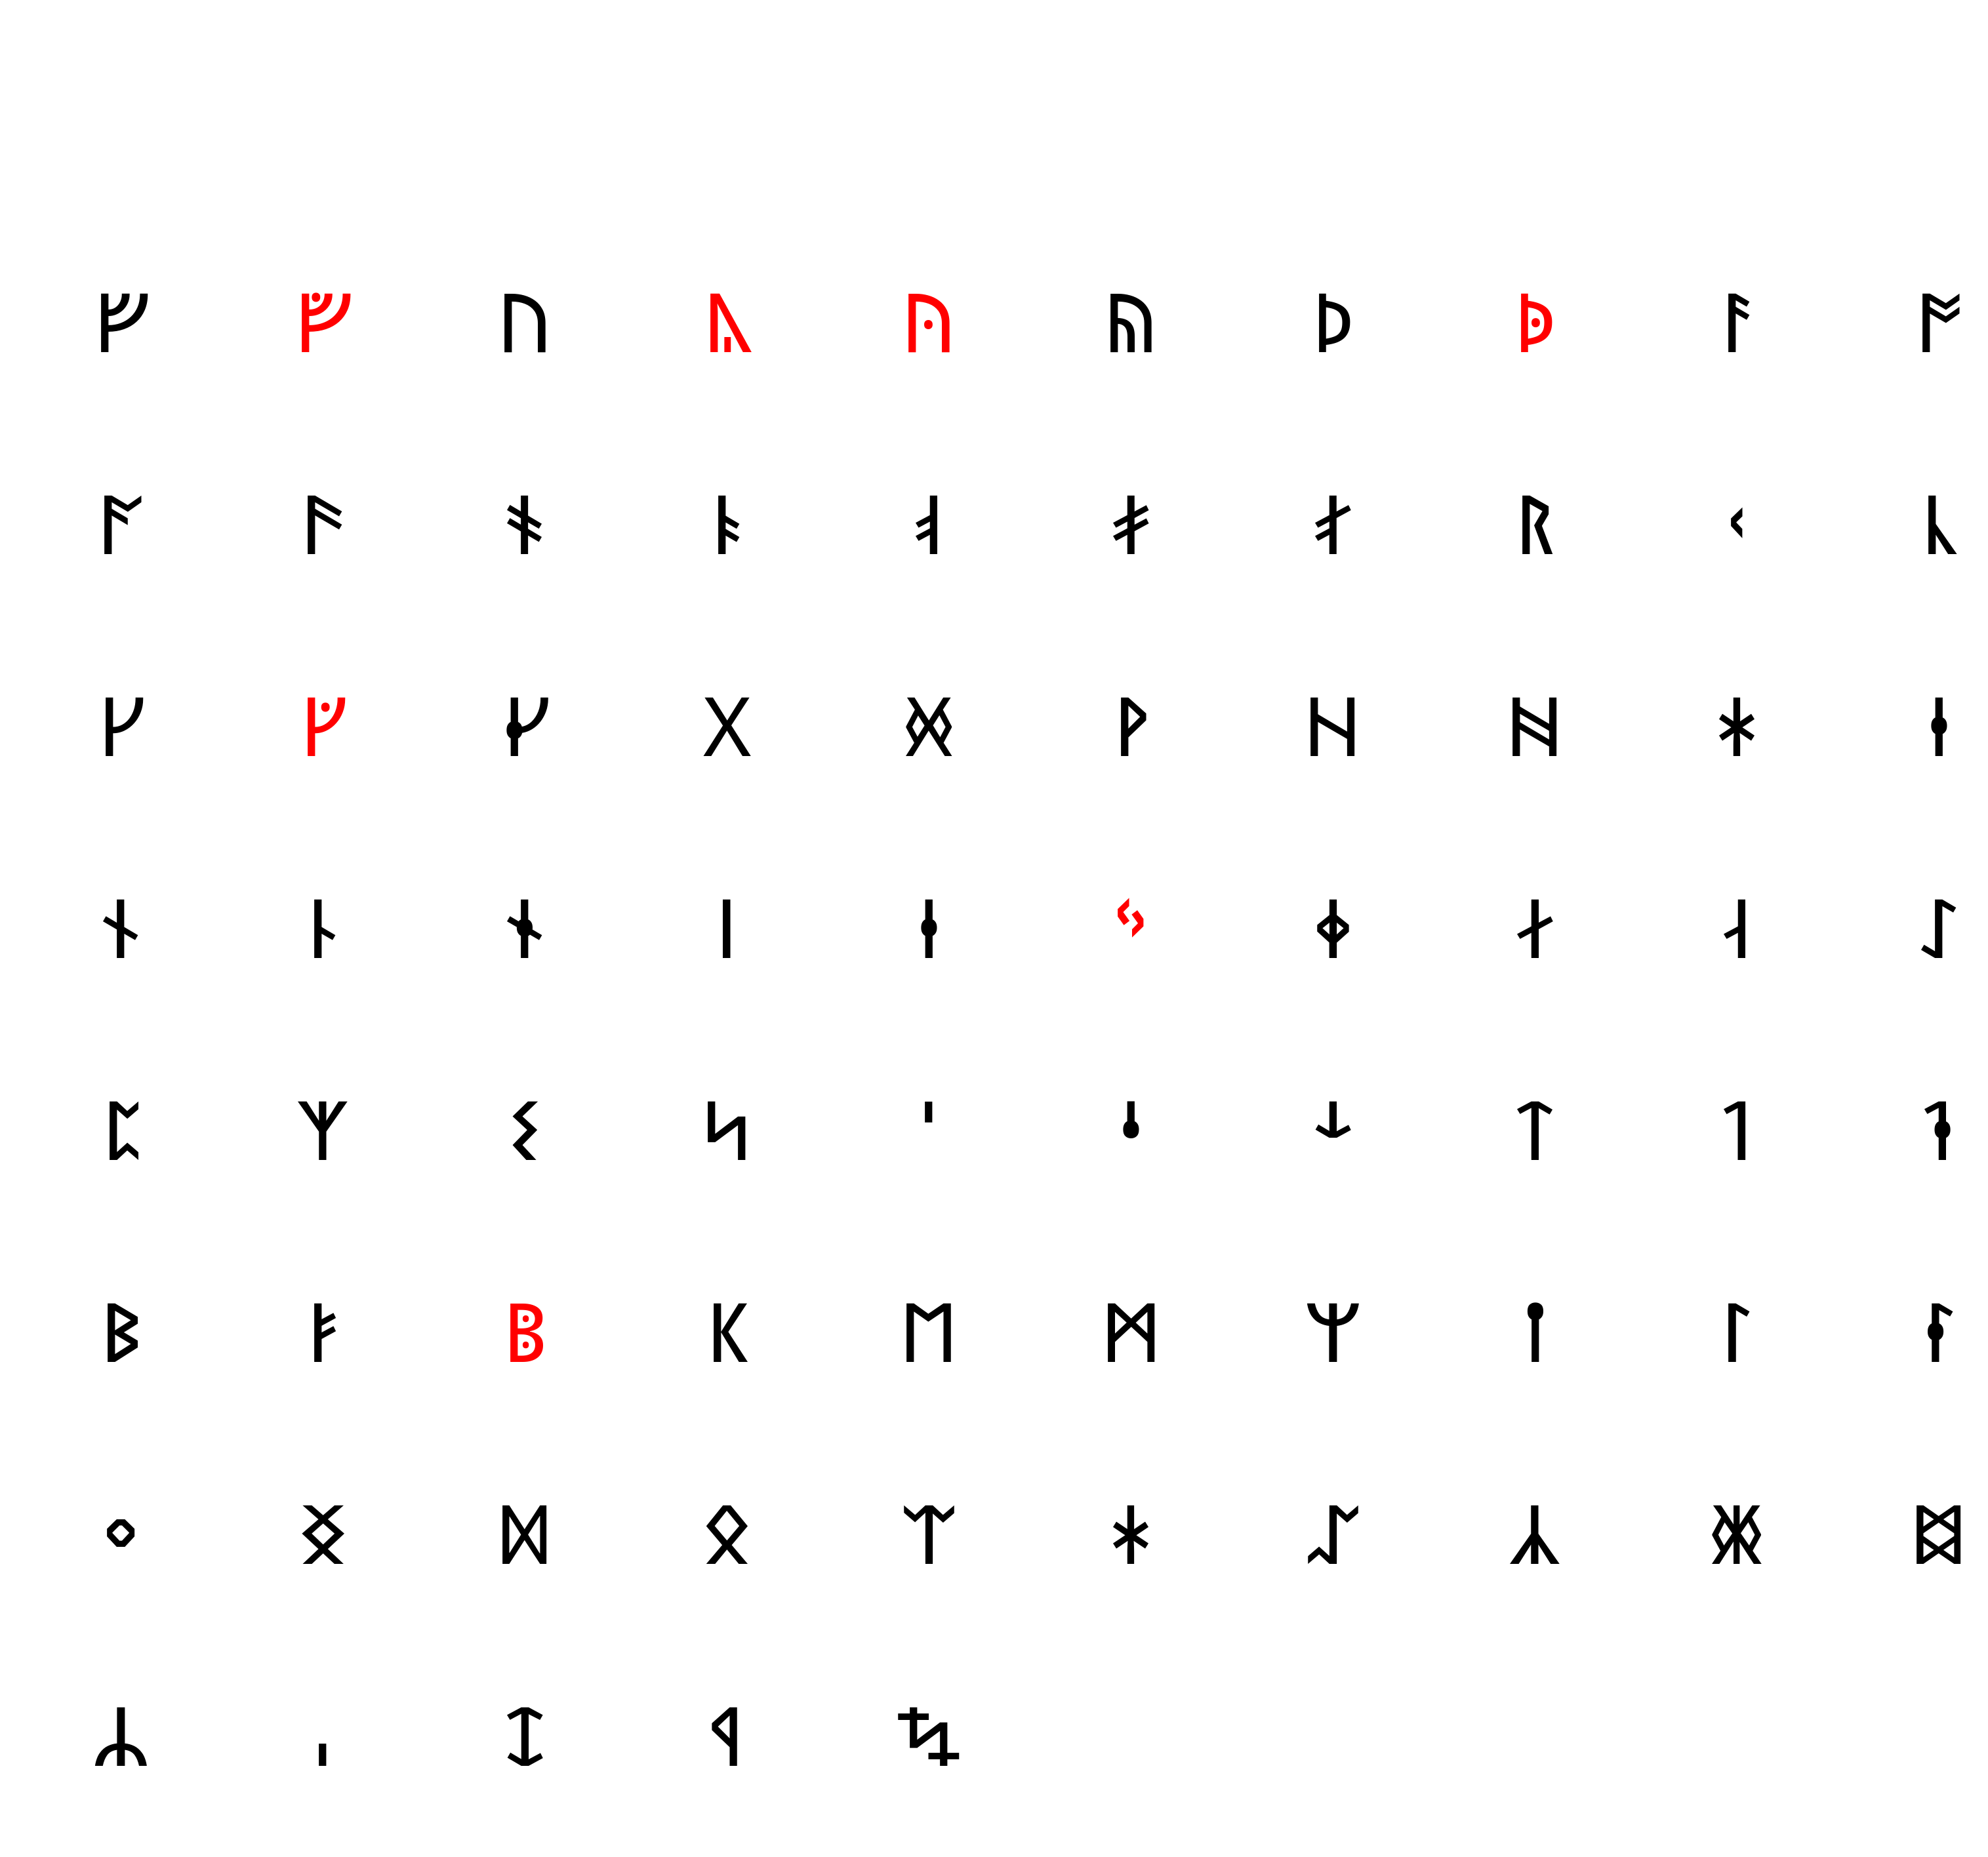 ᚠ ᚡ ᚢ ᚣ ᚤ ᚥ ᚦ ᚧ ᚨ ᚩ
ᚪ ᚫ ᚬ ᚭ ᚮ ᚯ ᚰ ᚱ ᚲ ᚳ
ᚴ ᚵ ᚶ ᚷ ᚸ ᚹ ᚺ ᚻ ᚼ ᚽ
ᚾ ᚿ ᛀ ᛁ ᛂ ᛃ ᛄ ᛅ ᛆ ᛇ
ᛈ ᛉ ᛊ ᛋ ᛌ ᛍ ᛎ ᛏ ᛐ ᛑ
ᛒ ᛓ ᛔ ᛕ ᛖ ᛗ ᛘ ᛙ ᛚ ᛛ
ᛜ ᛝ ᛞ ᛟ ᛠ ᛡ ᛢ ᛣ ᛤ ᛥ
ᛦ ᛧ ᛨ ᛩ ᛪ